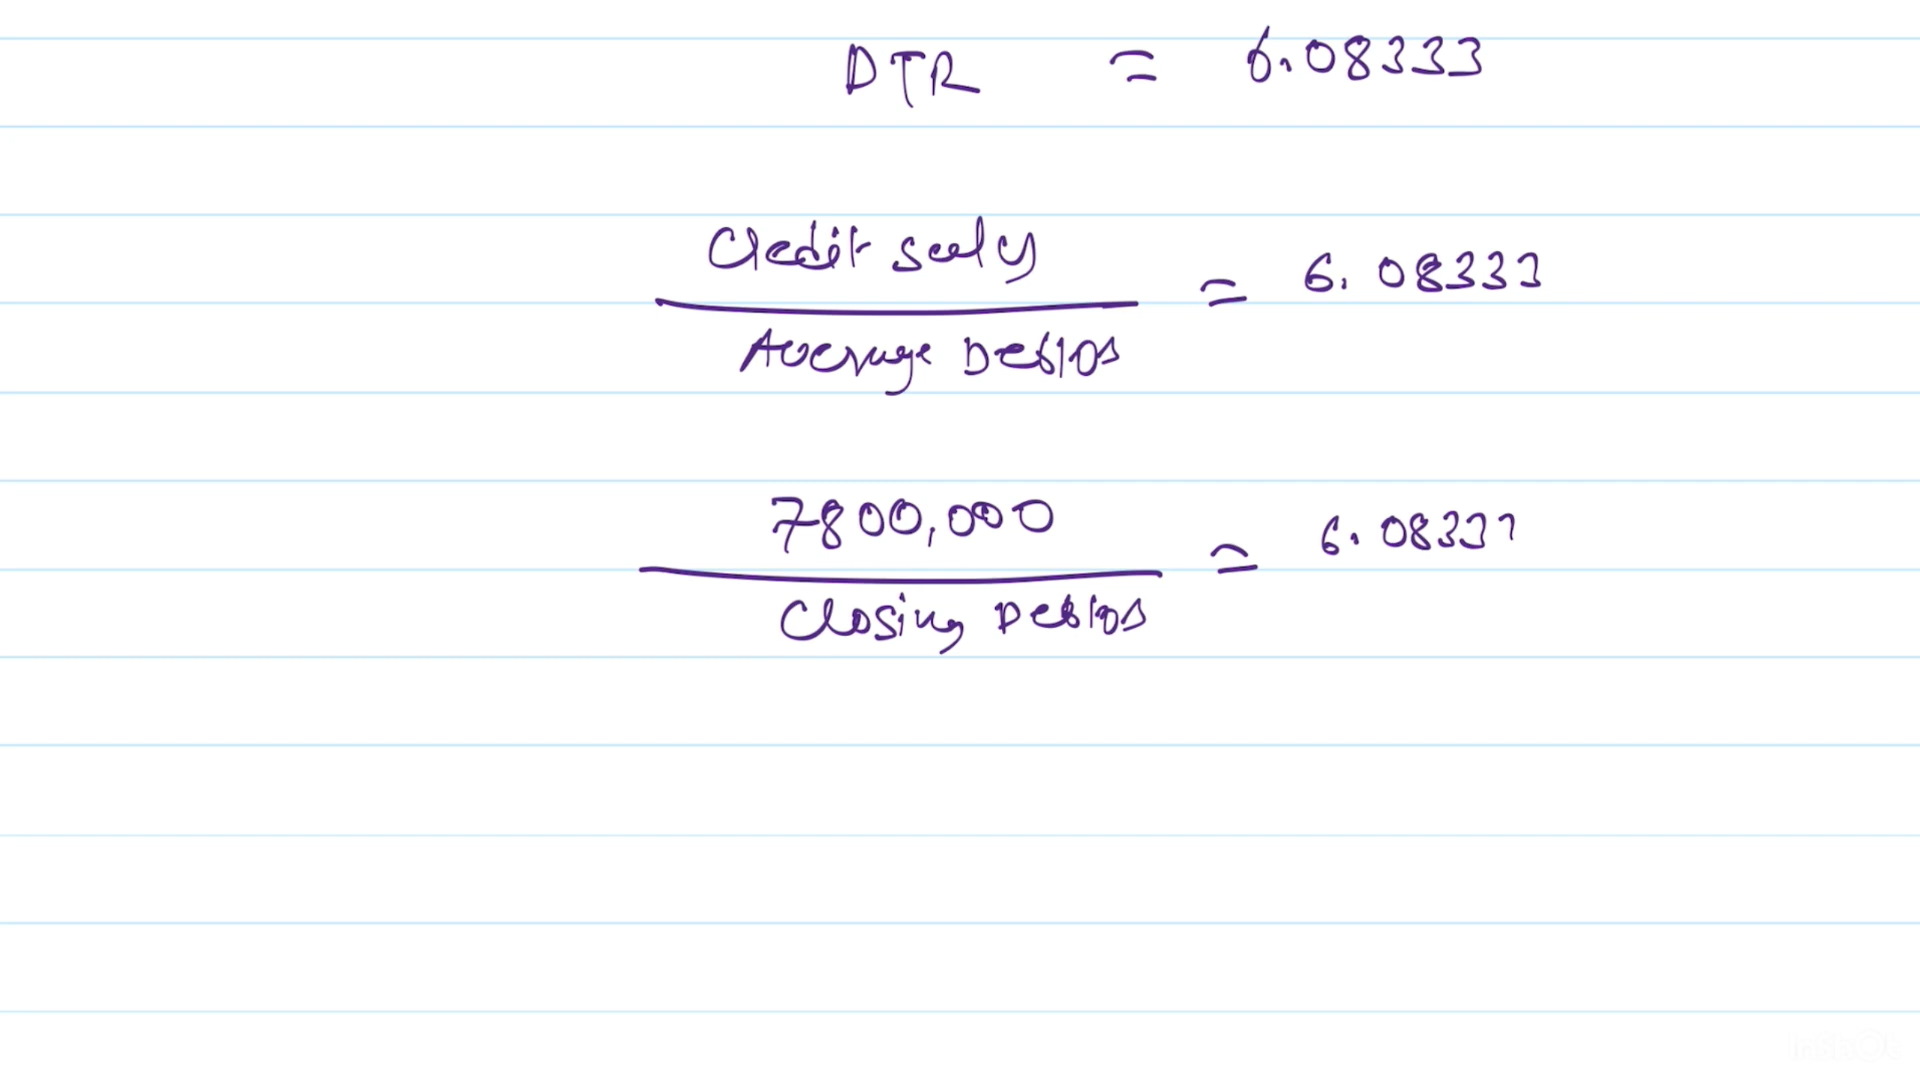 DTR = 6.08333
Credit sales = 6.08333
Average Debtors
7800,000 = 6.08333
Closing Debtors